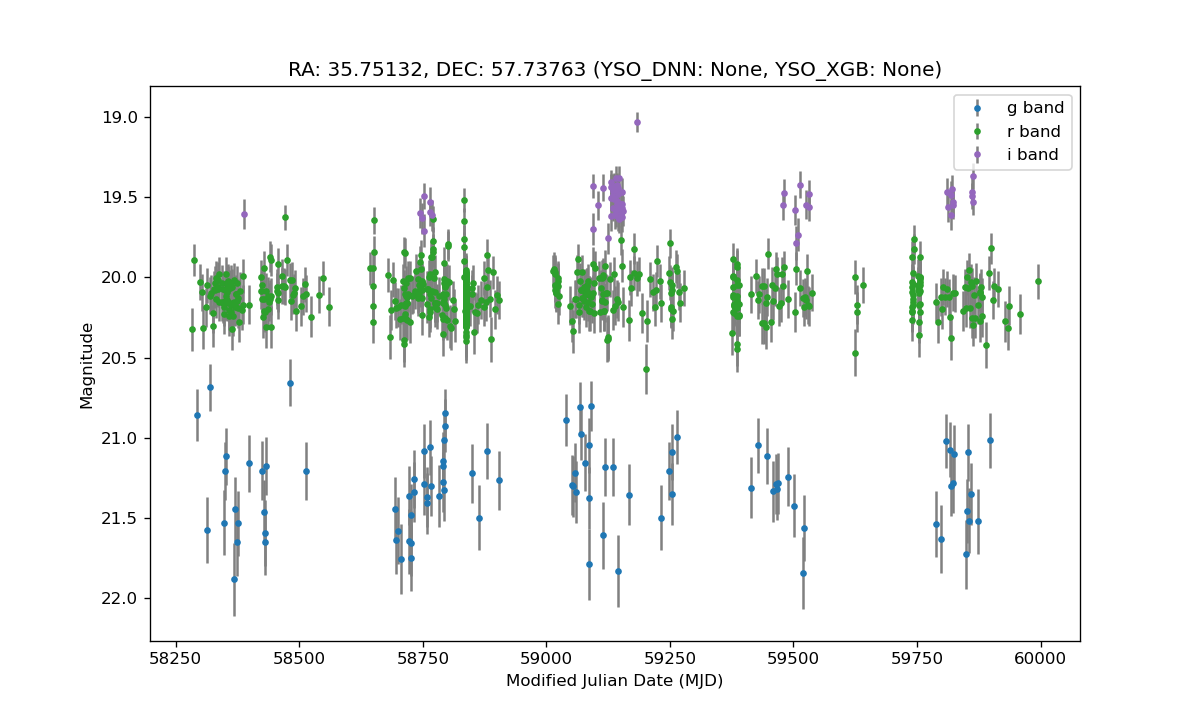 RA: 35.75132, DEC: 57.73763 (YSO_DNN: None, YSO_XGB: None)
g band
r band
i band
19.0
19.5
20.0
20.5
21.0
21.5
22.0
Magnitude
58250 58500 58750 59000 59250 59500 59750 60000
Modified Julian Date (MJD)